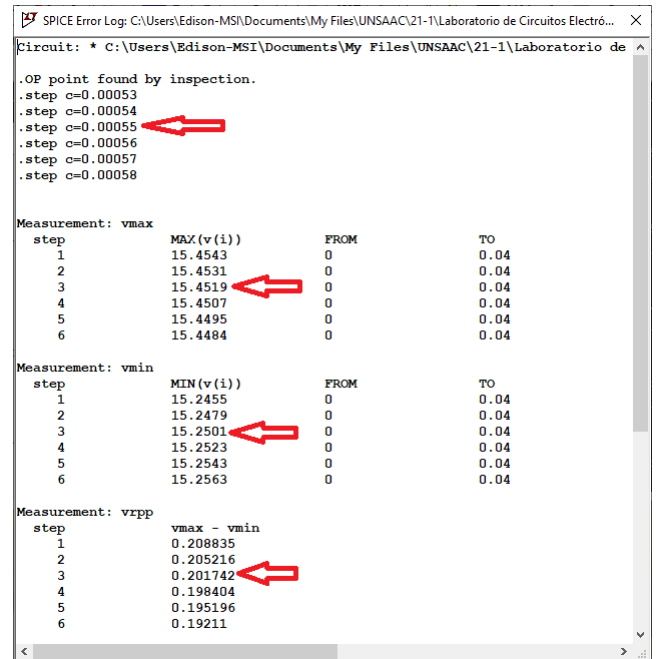 SPICE Error Log: C:\Users\Edison-MSI\Documents\My Files\UNSAAC\21-1\Laboratorio de Circuitos Electró...
Circuit: * C:\Users\Edison-MSI\Documents\My Files\UNSAAC\21-1\Laboratorio de
.OP point found by inspection.
.step c=0.00053
.step c=0.00054
.step c=0.00055
.step c=0.00056
.step c=0.00057
.step c=0.00058
Measurement: vmax
step MAX(v(i)) FROM TO
1 15.4543 0 0.04
2 15.4531 0 0.04
3 15.4519 0 0.04
4 15.4507 0 0.04
5 15.4495 0 0.04
6 15.4484 0 0.04
Measurement: vmin
step MIN(v(i)) FROM TO
1 15.2455 0 0.04
2 15.2479 0 0.04
3 15.2501 0 0.04
4 15.2523 0 0.04
5 15.2543 0 0.04
6 15.2563 0 0.04
Measurement: vrpp
step vmax - vmin
1 0.208835
2 0.205216
3 0.201742
4 0.198404
5 0.195196
6 0.19211